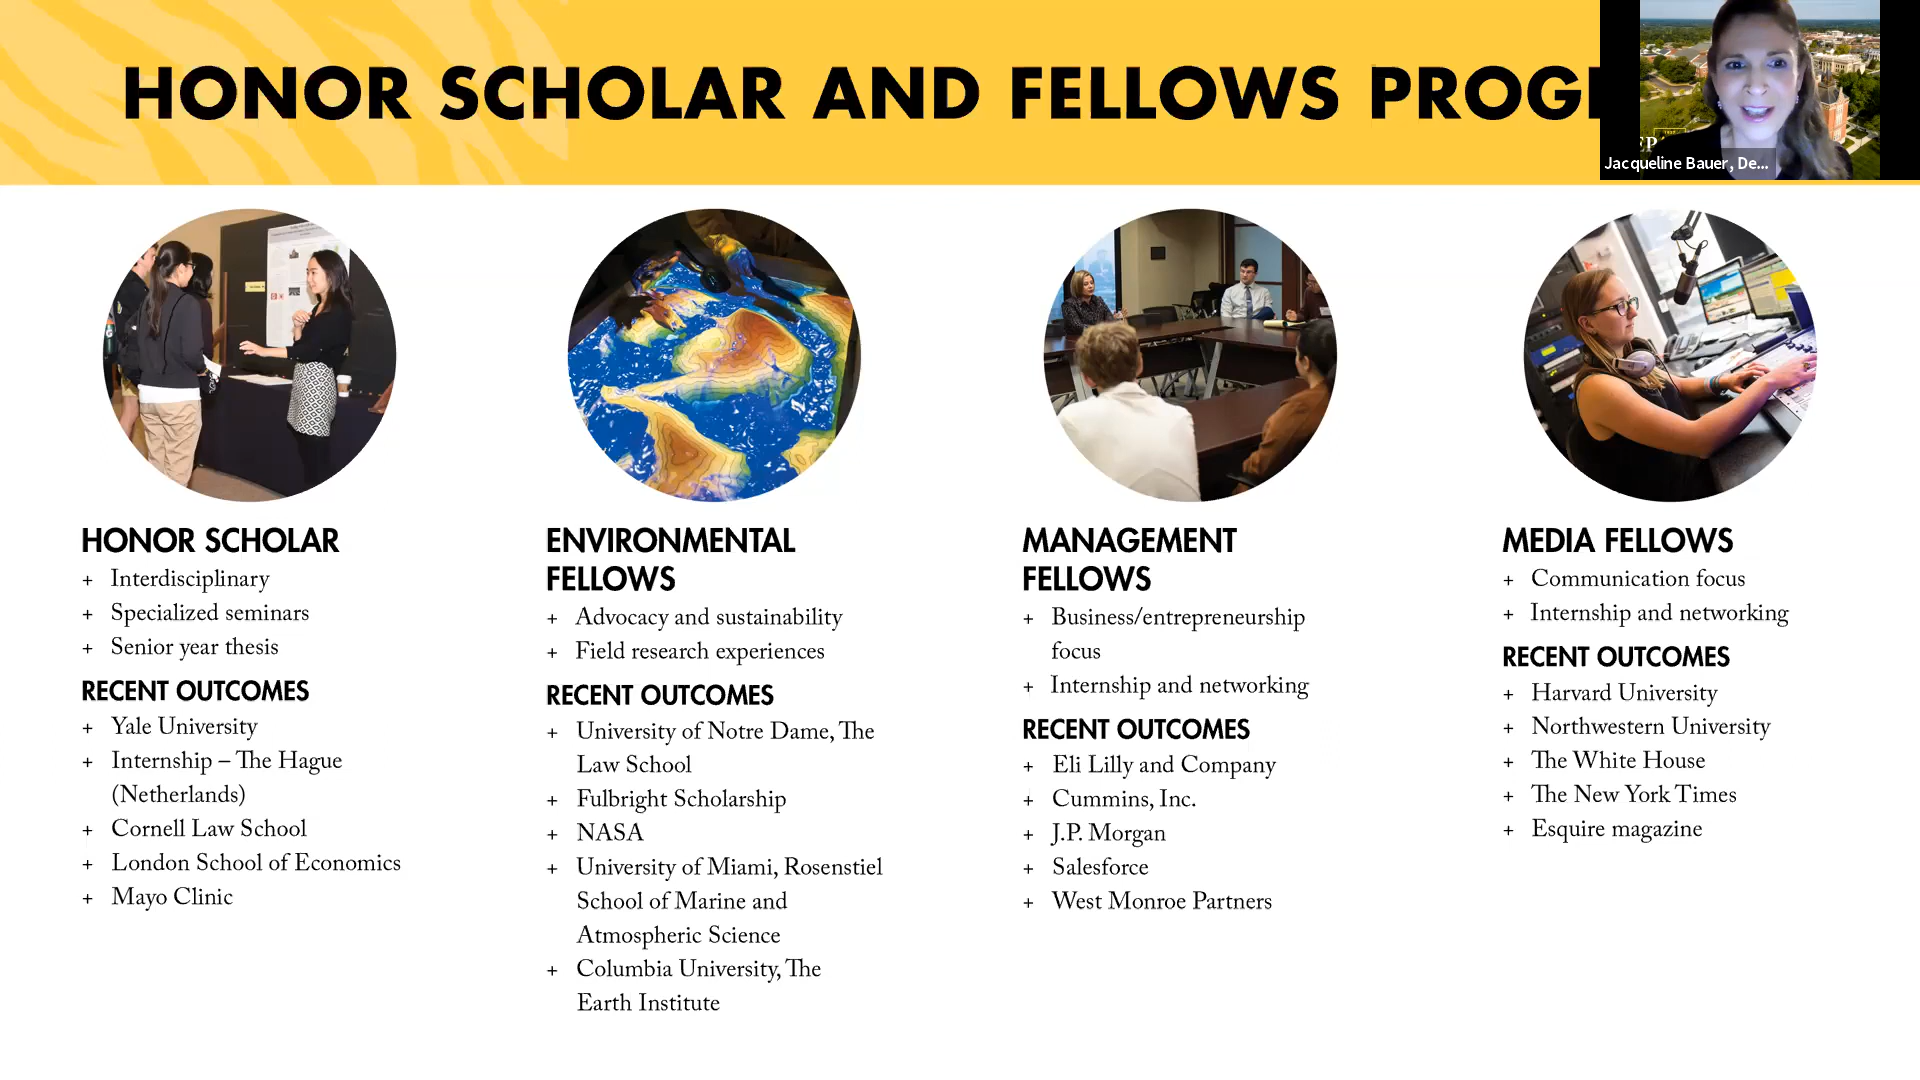 HONOR SCHOLAR AND FELLOWS PROG
Jacqueline Bauer, De...
HONOR SCHOLAR
+ Interdisciplinary
+ Specialized seminars
+ Senior year thesis
RECENT OUTCOMES
+ Yale University
+ Internship – The Hague
(Netherlands)
+ Cornell Law School
+ London School of Economics
+ Mayo Clinic
ENVIRONMENTAL
FELLOWS
+ Advocacy and sustainability
+ Field research experiences
RECENT OUTCOMES
+ University of Notre Dame, The
Law School
+ Fulbright Scholarship
+ NASA
+ University of Miami, Rosenstiel
School of Marine and
Atmospheric Science
+ Columbia University, The
Earth Institute
MANAGEMENT
FELLOWS
+ Business/entrepreneurship
focus
+ Internship and networking
RECENT OUTCOMES
+ Eli Lilly and Company
+ Cummins, Inc.
+ J.P. Morgan
+ Salesforce
+ West Monroe Partners
MEDIA FELLOWS
+ Communication focus
+ Internship and networking
RECENT OUTCOMES
+ Harvard University
+ Northwestern University
+ The White House
+ The New York Times
+ Esquire magazine